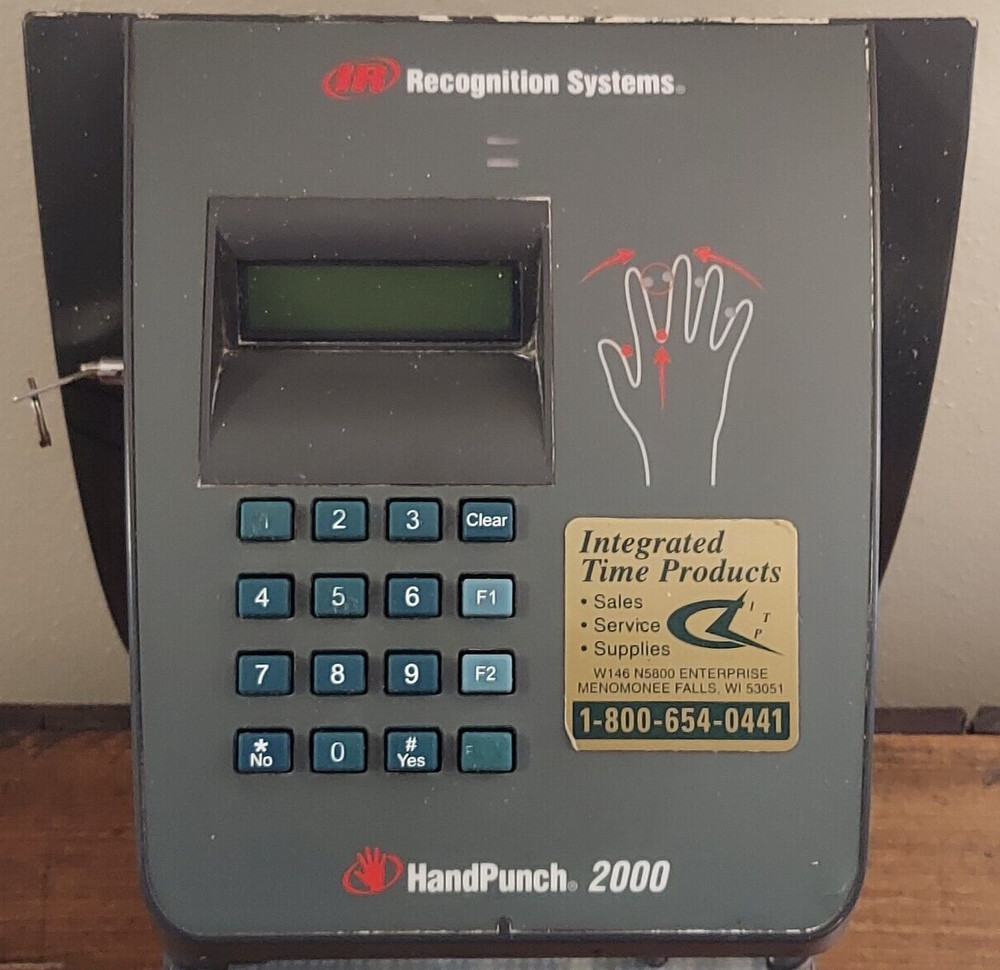 IR Recognition Systems®
1 2 3 Clear
4 5 6 F1
7 8 9 F2
* No 0 # Yes
Integrated
Time Products
• Sales
• Service
• Supplies
I T P
W146 N5800 ENTERPRISE
MENOMONEE FALLS, WI 53051
1-800-654-0441
HandPunch® 2000